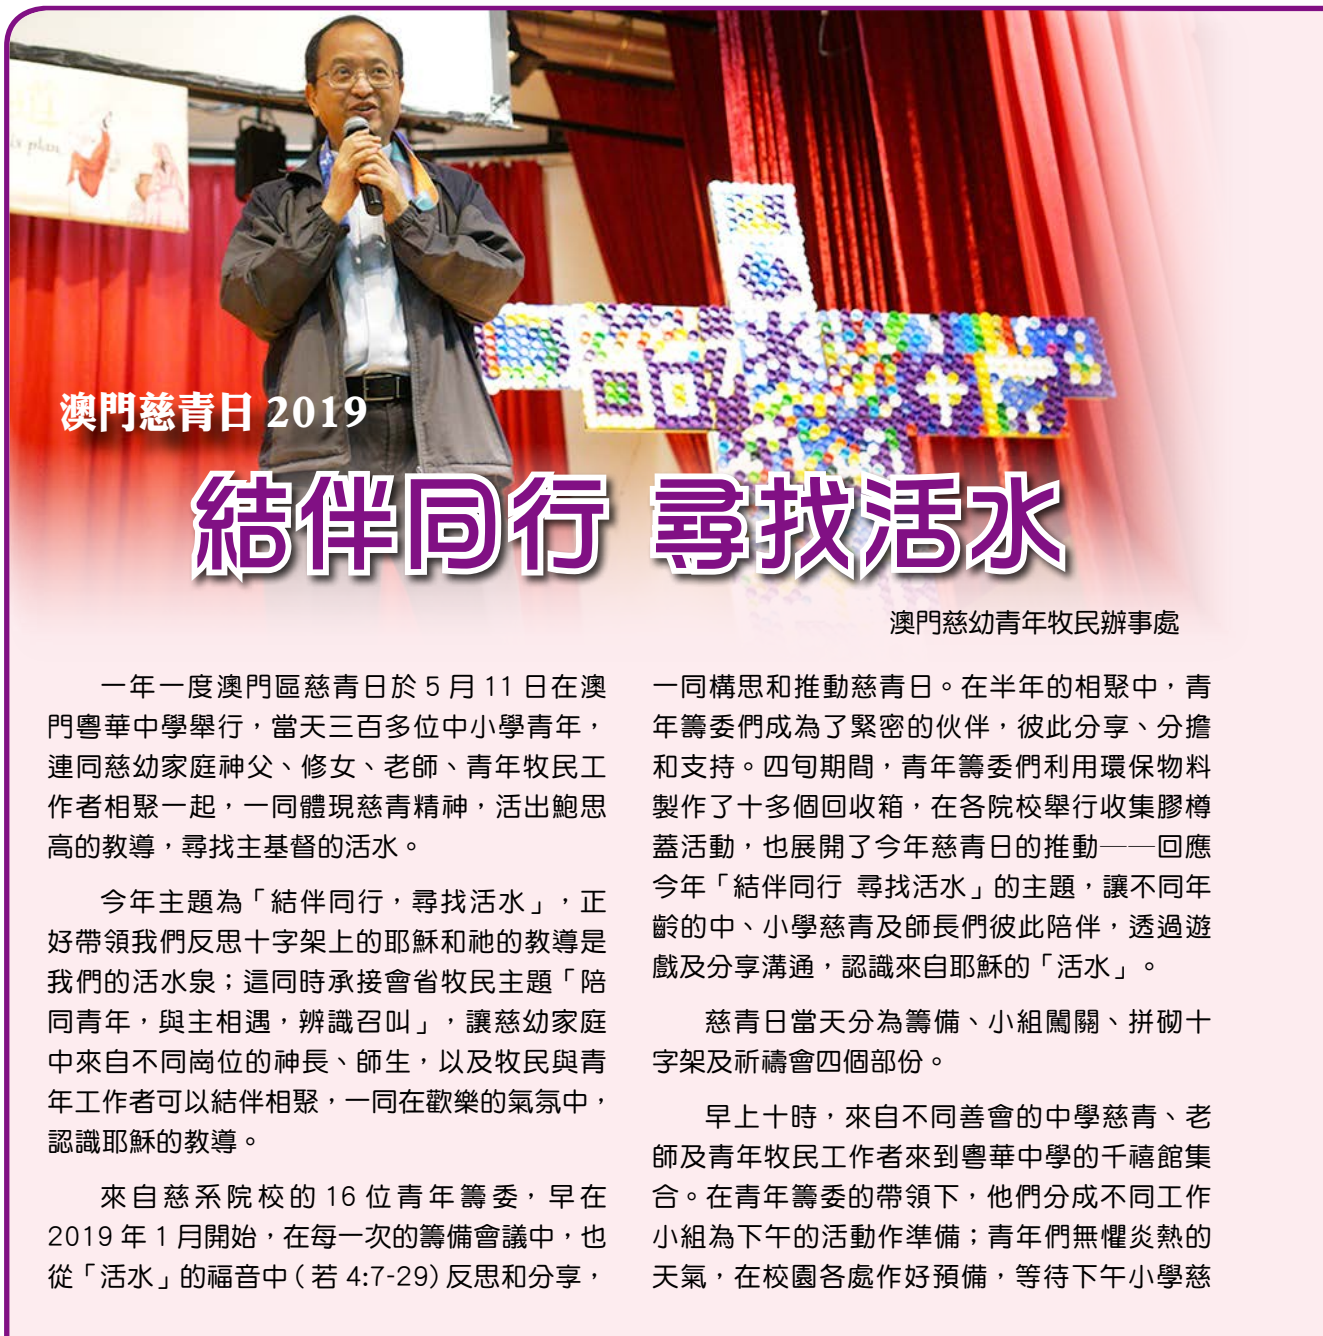 道
s plan
澳門慈青日 2019
結伴同行 尋找活水
澳門慈幼青年牧民辦事處
一年一度澳門區慈青日於 5 月 11 日在澳
門粵華中學舉行，當天三百多位中小學青年，
連同慈幼家庭神父、修女、老師、青年牧民工
作者相聚一起，一同體現慈青精神，活出鮑思
高的教導，尋找主基督的活水。
今年主題為「結伴同行，尋找活水」，正
好帶領我們反思十字架上的耶穌和祂的教導是
我們的活水泉；這同時承接會省牧民主題「陪
同青年，與主相遇，辨識召叫」，讓慈幼家庭
中來自不同崗位的神長、師生，以及牧民與青
年工作者可以結伴相聚，一同在歡樂的氣氛中，
認識耶穌的教導。
來自慈系院校的 16 位青年籌委，早在
2019 年 1 月開始，在每一次的籌備會議中，也
從「活水」的福音中 ( 若 4:7-29) 反思和分享，
一同構思和推動慈青日。在半年的相聚中，青
年籌委們成為了緊密的伙伴，彼此分享、分擔
和支持。四旬期間，青年籌委們利用環保物料
製作了十多個回收箱，在各院校舉行收集膠樽
蓋活動，也展開了今年慈青日的推動——回應
今年「結伴同行 尋找活水」的主題，讓不同年
齡的中、小學慈青及師長們彼此陪伴，透過遊
戲及分享溝通，認識來自耶穌的「活水」。
慈青日當天分為籌備、小組闖關、拼砌十
字架及祈禱會四個部份。
早上十時，來自不同善會的中學慈青、老
師及青年牧民工作者來到粵華中學的千禧館集
合。在青年籌委的帶領下，他們分成不同工作
小組為下午的活動作準備；青年們無懼炎熱的
天氣，在校園各處作好預備，等待下午小學慈